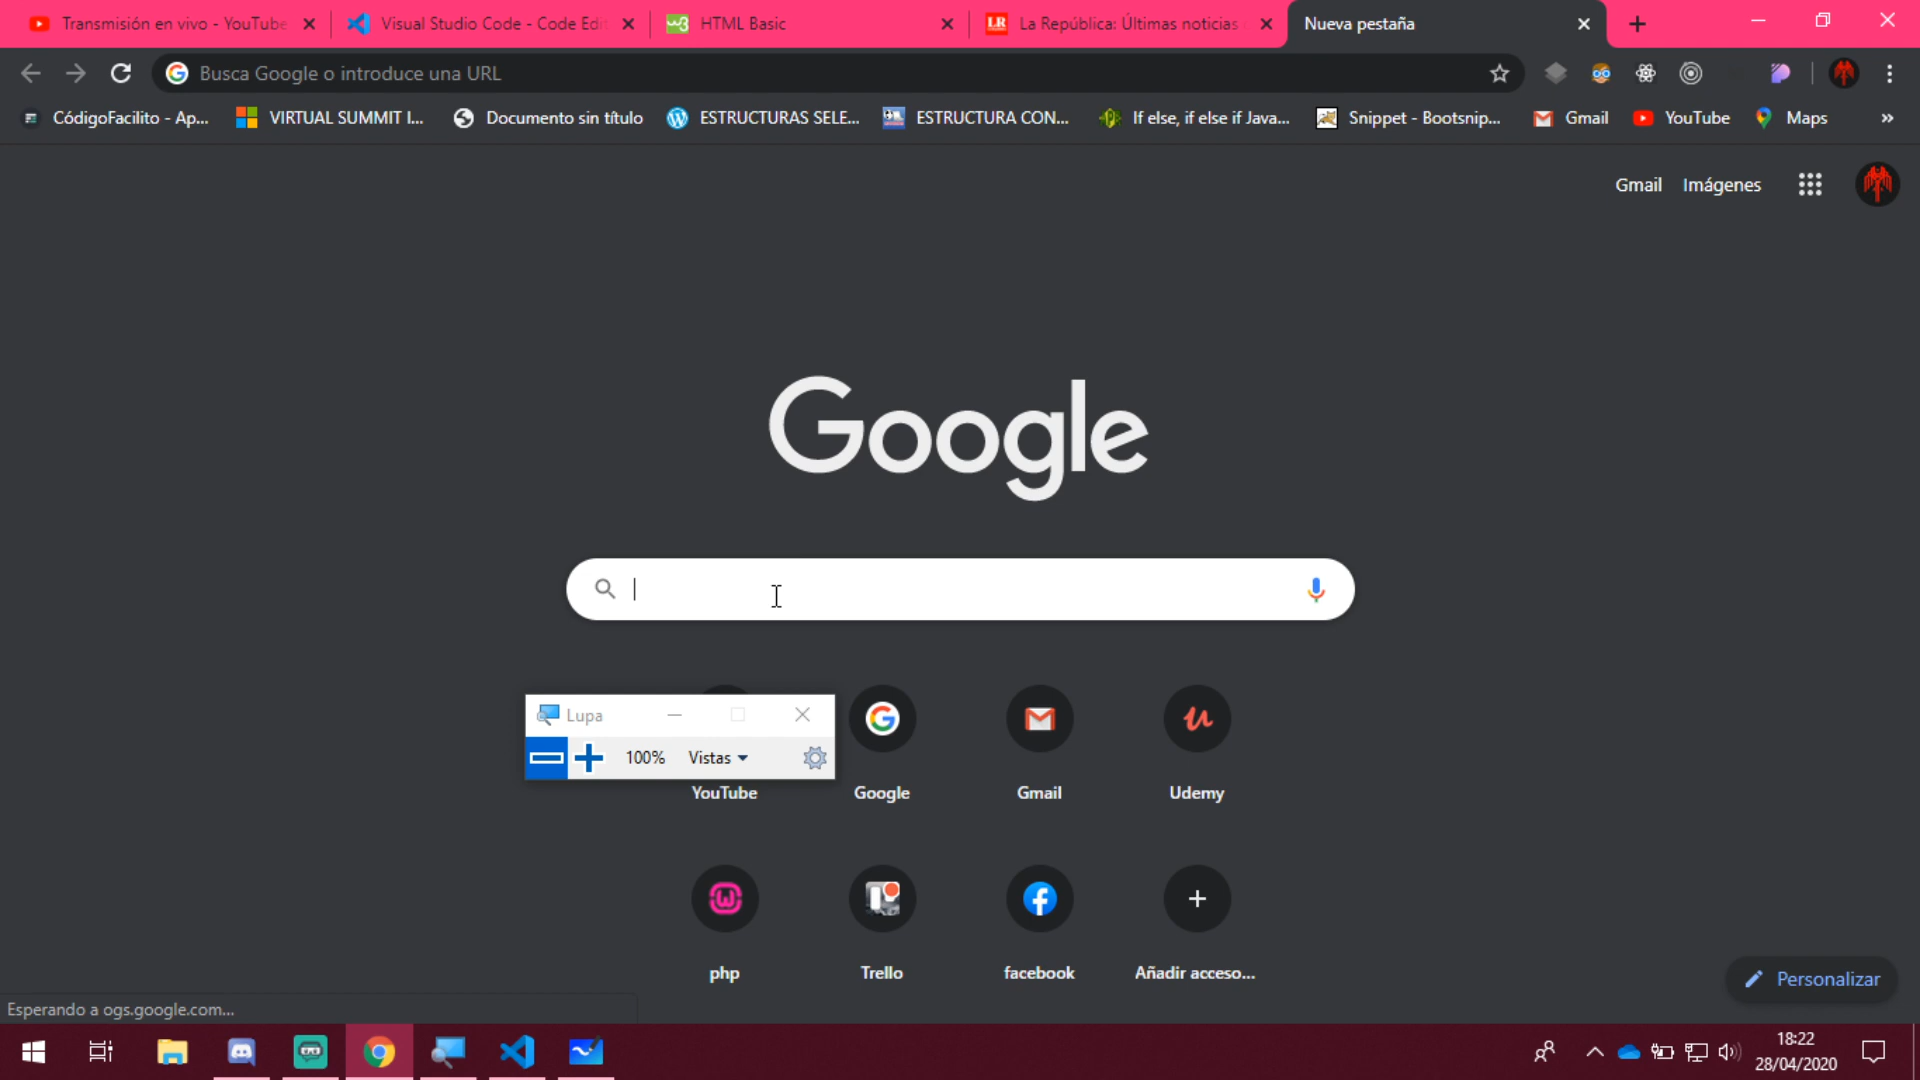 Transmisión en vivo - YouTube
Visual Studio Code - Code Edit
HTML Basic
La República: Últimas noticias
Nueva pestaña
Busca Google o introduce una URL
CódigoFacilito - Ap...
VIRTUAL SUMMIT I...
Documento sin título
ESTRUCTURAS SELE...
ESTRUCTURA CON...
If else, if else if Java...
Snippet - Bootsnip...
Gmail
YouTube
Maps
»
Gmail
Imágenes
Google
Lupa
100%
Vistas
YouTube
Google
Gmail
Udemy
php
Trello
facebook
Añadir acceso...
Personalizar
Esperando a ogs.google.com...
18:22
28/04/2020